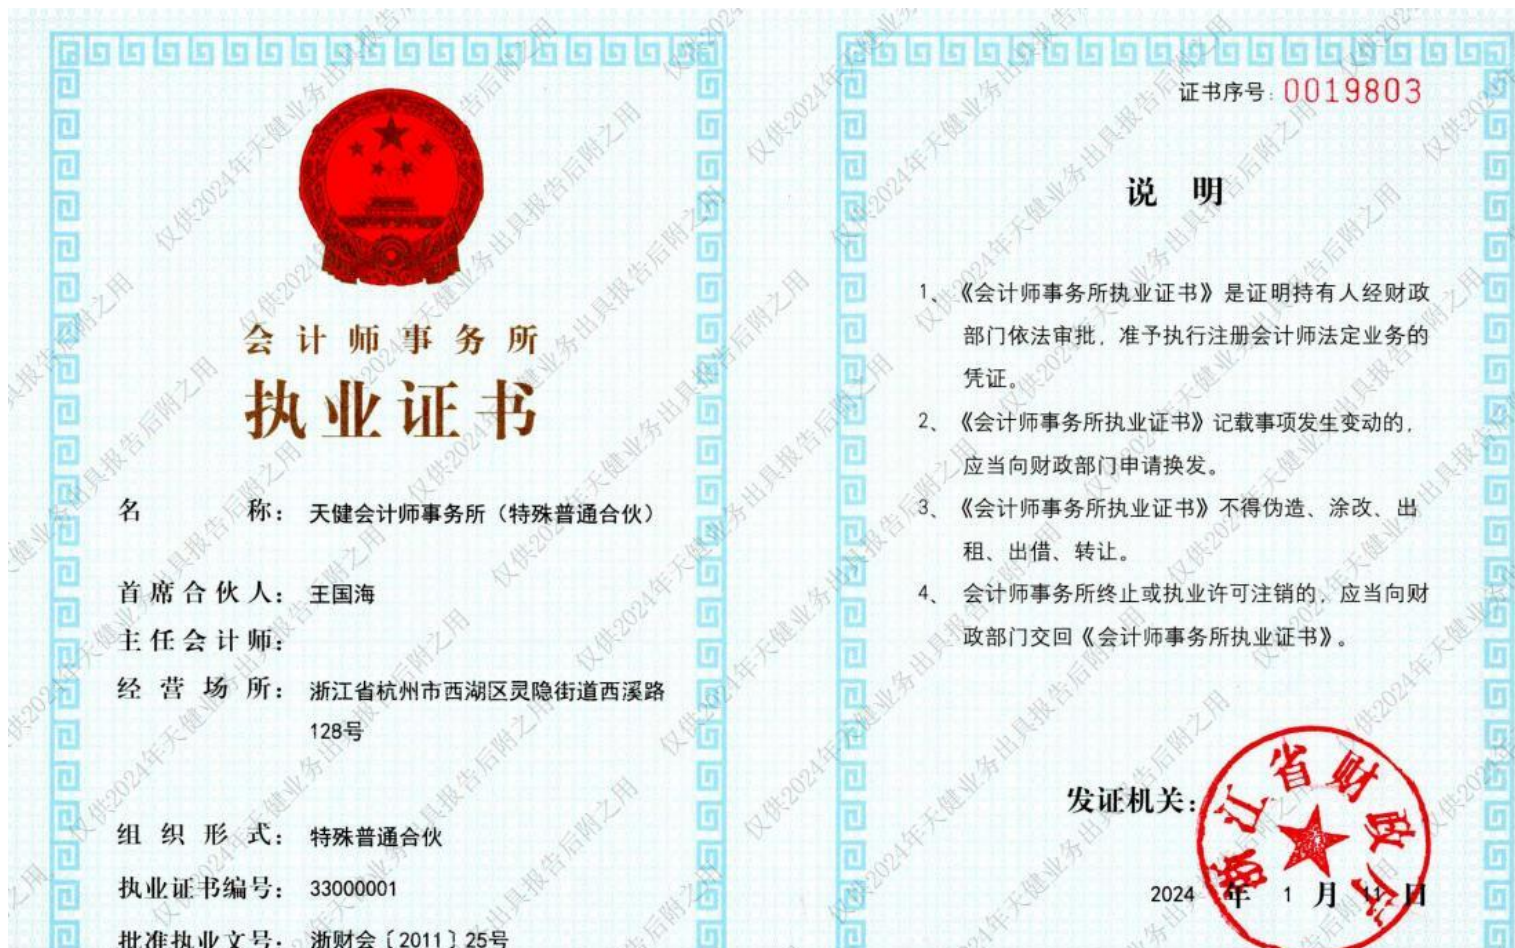 会计师事务所
执业证书
名称： 天健会计师事务所（特殊普通合伙）
首席合伙人： 王国海
主任会计师：
经营场所： 浙江省杭州市西湖区灵隐街道西溪路
128号
组织形式： 特殊普通合伙
执业证书编号： 33000001
批准执业文号： 浙财会〔2011〕25号
证书序号：0019803
说 明
1、《会计师事务所执业证书》是证明持有人经财政
部门依法审批，准予执行注册会计师法定业务的
凭证。
2、《会计师事务所执业证书》记载事项发生变动的，
应当向财政部门申请换发。
3、《会计师事务所执业证书》不得伪造、涂改、出
租、出借、转让。
4、 会计师事务所终止或执业许可注销的，应当向财
政部门交回《会计师事务所执业证书》。
发证机关：
浙江省财政厅
2024 年 1 月 11 日
仅供2024年天健业务出具报告后附之用